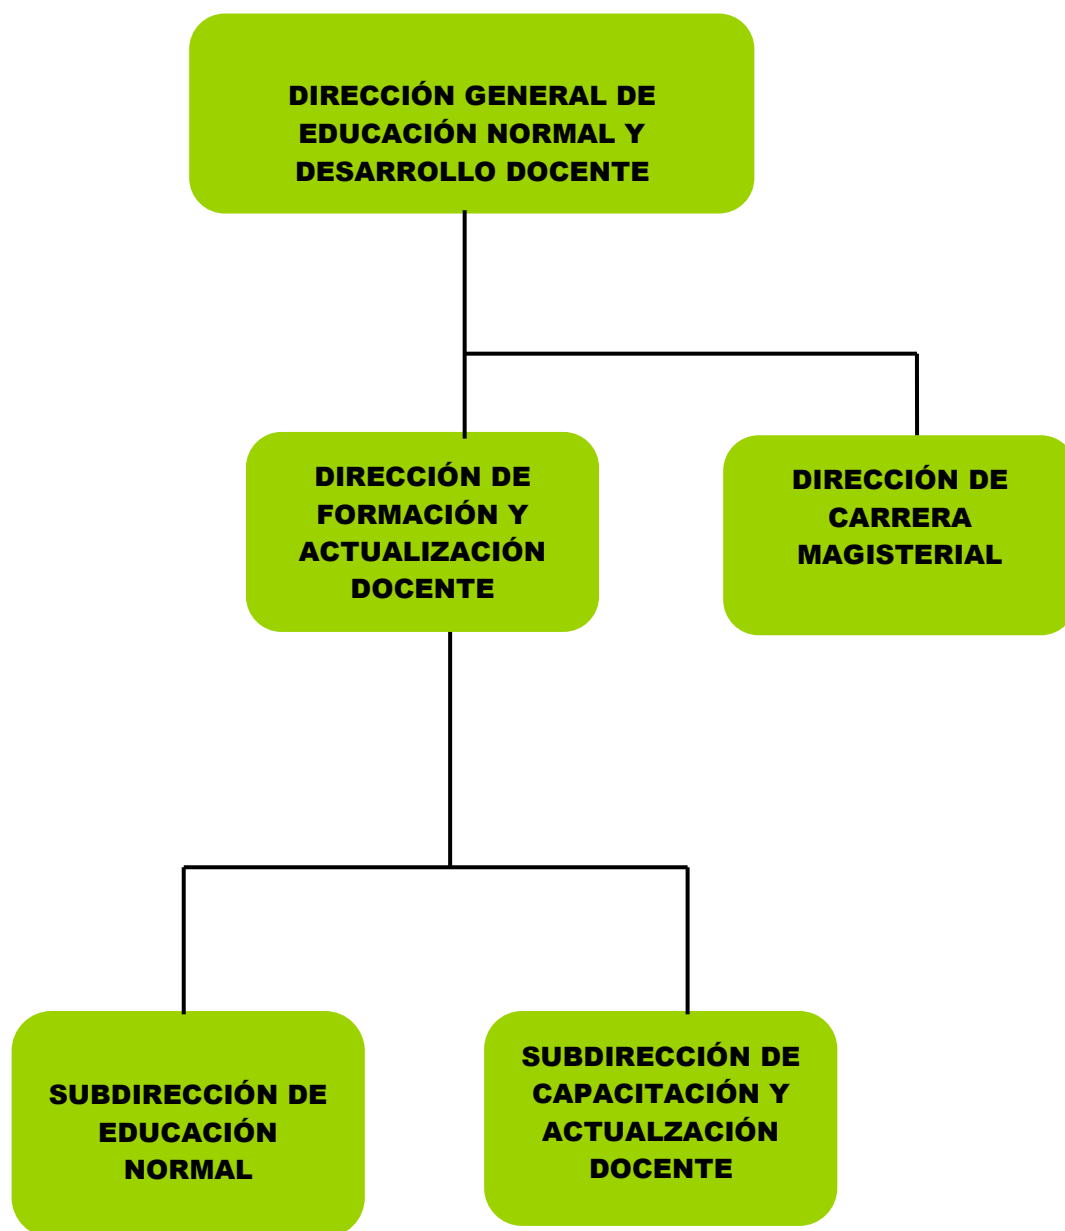 DIRECCIÓN GENERAL DE
EDUCACIÓN NORMAL Y
DESARROLLO DOCENTE
DIRECCIÓN DE
FORMACIÓN Y
ACTUALIZACIÓN
DOCENTE
DIRECCIÓN DE
CARRERA
MAGISTERIAL
SUBDIRECCIÓN DE
EDUCACIÓN
NORMAL
SUBDIRECCIÓN DE
CAPACITACIÓN Y
ACTUALZACIÓN
DOCENTE